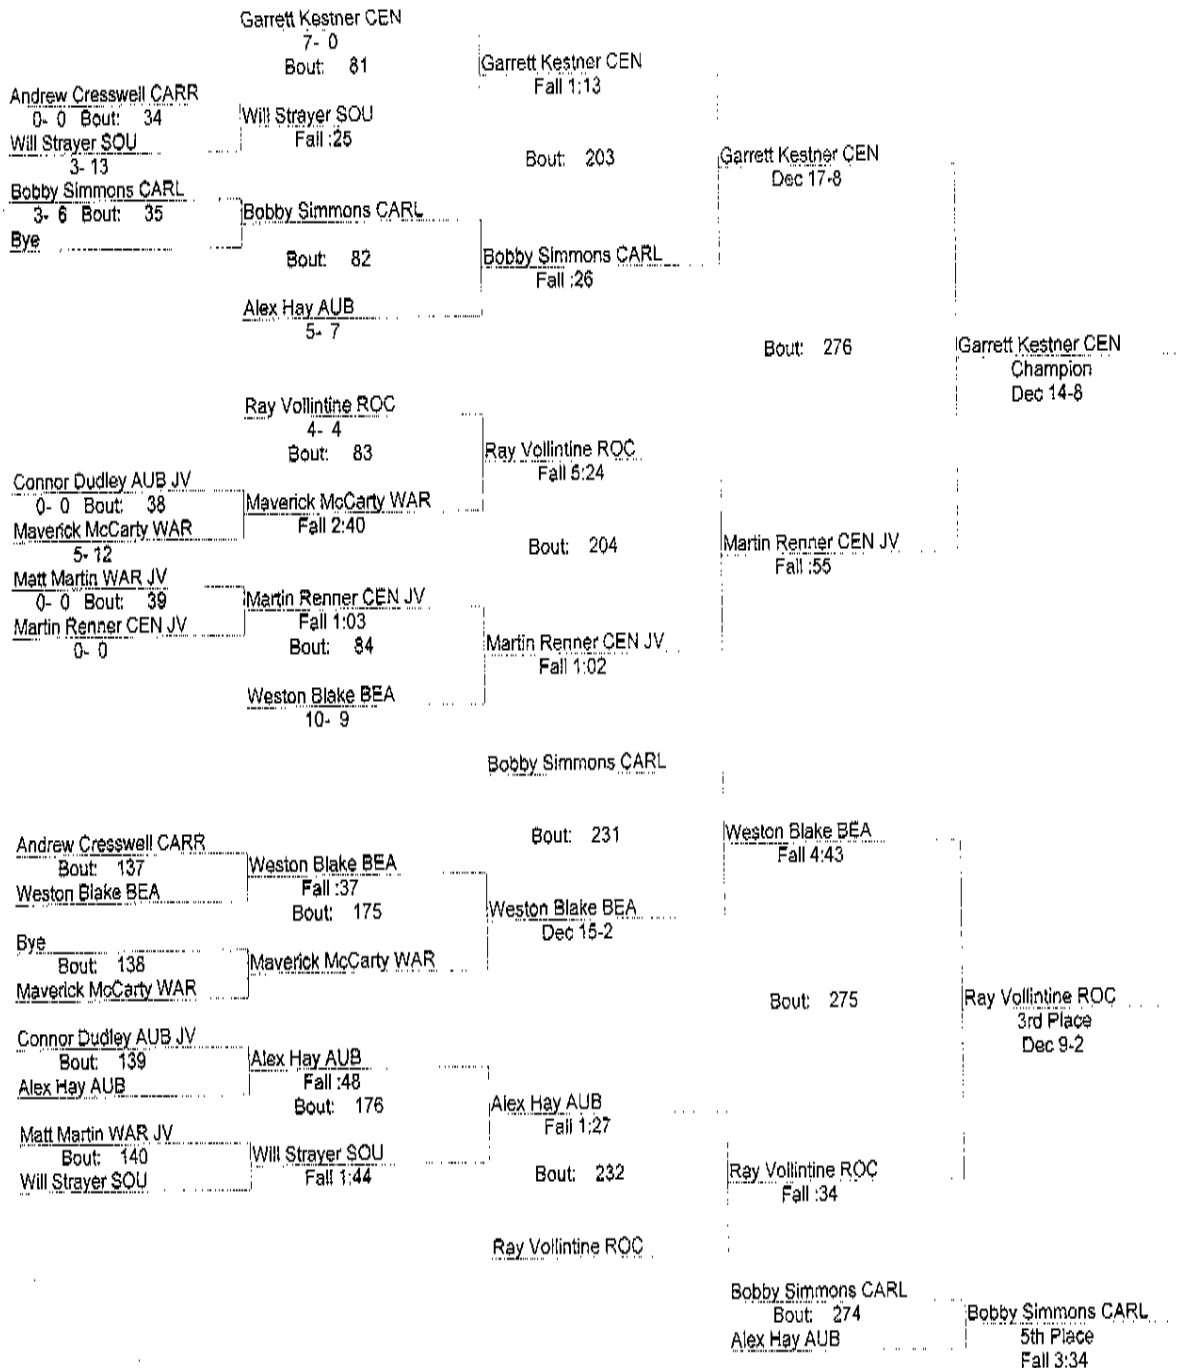 Garrett Kestner CEN
7- 0
Bout: 81
Garrett Kestner CEN
Fall 1:13
Andrew Cresswell CARR
0- 0 Bout: 34
Will Strayer SOU
Fall :25
Will Strayer SOU
3- 13
Bout: 203
Garrett Kestner CEN
Dec 17-8
Bobby Simmons CARL
3- 6 Bout: 35
Bobby Simmons CARL
Bye
Bout: 82
Bobby Simmons CARL
Fall :26
Alex Hay AUB
5- 7
Bout: 276
Garrett Kestner CEN
Champion
Dec 14-8
Ray Vollintine ROC
4- 4
Bout: 83
Ray Vollintine ROC
Fall 5:24
Connor Dudley AUB JV
0- 0 Bout: 38
Maverick McCarty WAR
Fall 2:40
Maverick McCarty WAR
5- 12
Bout: 204
Martin Renner CEN JV
Fall :55
Matt Martin WAR JV
0- 0 Bout: 39
Martin Renner CEN JV
Fall 1:03
Martin Renner CEN JV
0- 0
Bout: 84
Martin Renner CEN JV
Fall 1:02
Weston Blake BEA
10- 9
Bobby Simmons CARL
Bout: 231
Weston Blake BEA
Fall 4:43
Andrew Cresswell CARR
Bout: 137
Weston Blake BEA
Fall :37
Weston Blake BEA
Bout: 175
Weston Blake BEA
Dec 15-2
Bye
Bout: 138
Maverick McCarty WAR
Maverick McCarty WAR
Bout: 275
Ray Vollintine ROC
3rd Place
Dec 9-2
Connor Dudley AUB JV
Bout: 139
Alex Hay AUB
Fall :48
Alex Hay AUB
Bout: 176
Alex Hay AUB
Fall 1:27
Matt Martin WAR JV
Bout: 140
Will Strayer SOU
Fall 1:44
Will Strayer SOU
Bout: 232
Ray Vollintine ROC
Fall :34
Ray Vollintine ROC
Bobby Simmons CARL
Bout: 274
Alex Hay AUB
Bobby Simmons CARL
5th Place
Fall 3:34